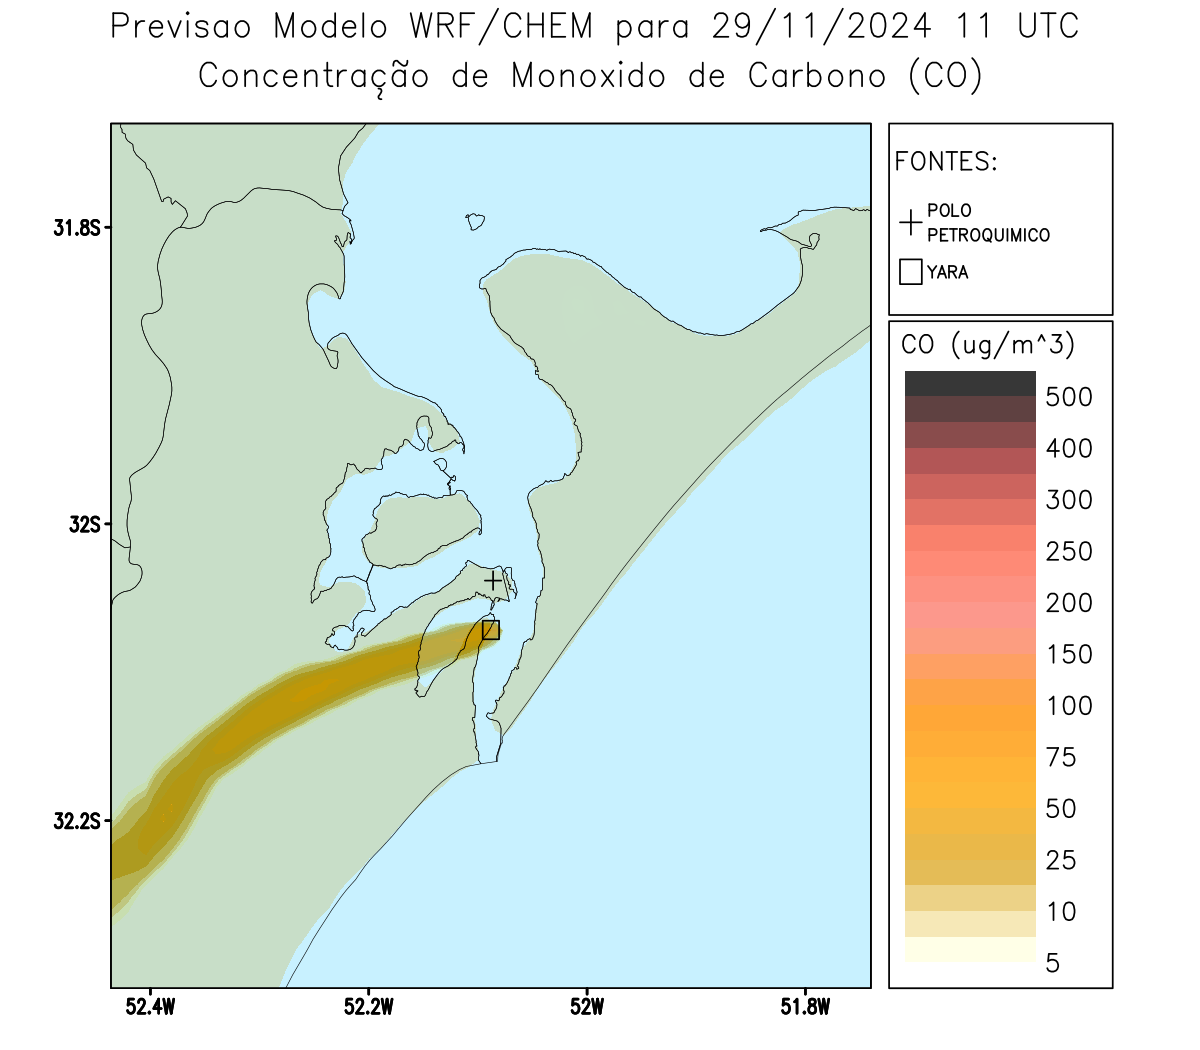 Previsao Modelo WRF/CHEM para 29/11/2024 11 UTC
Concentração de Monoxido de Carbono (CO)
FONTES:
POLO
PETROQUIMICO
YARA
CO (ug/m^3)
500
400
300
250
200
150
100
75
50
25
10
5
31.8S
32S
32.2S
52.4W
52.2W
52W
51.8W